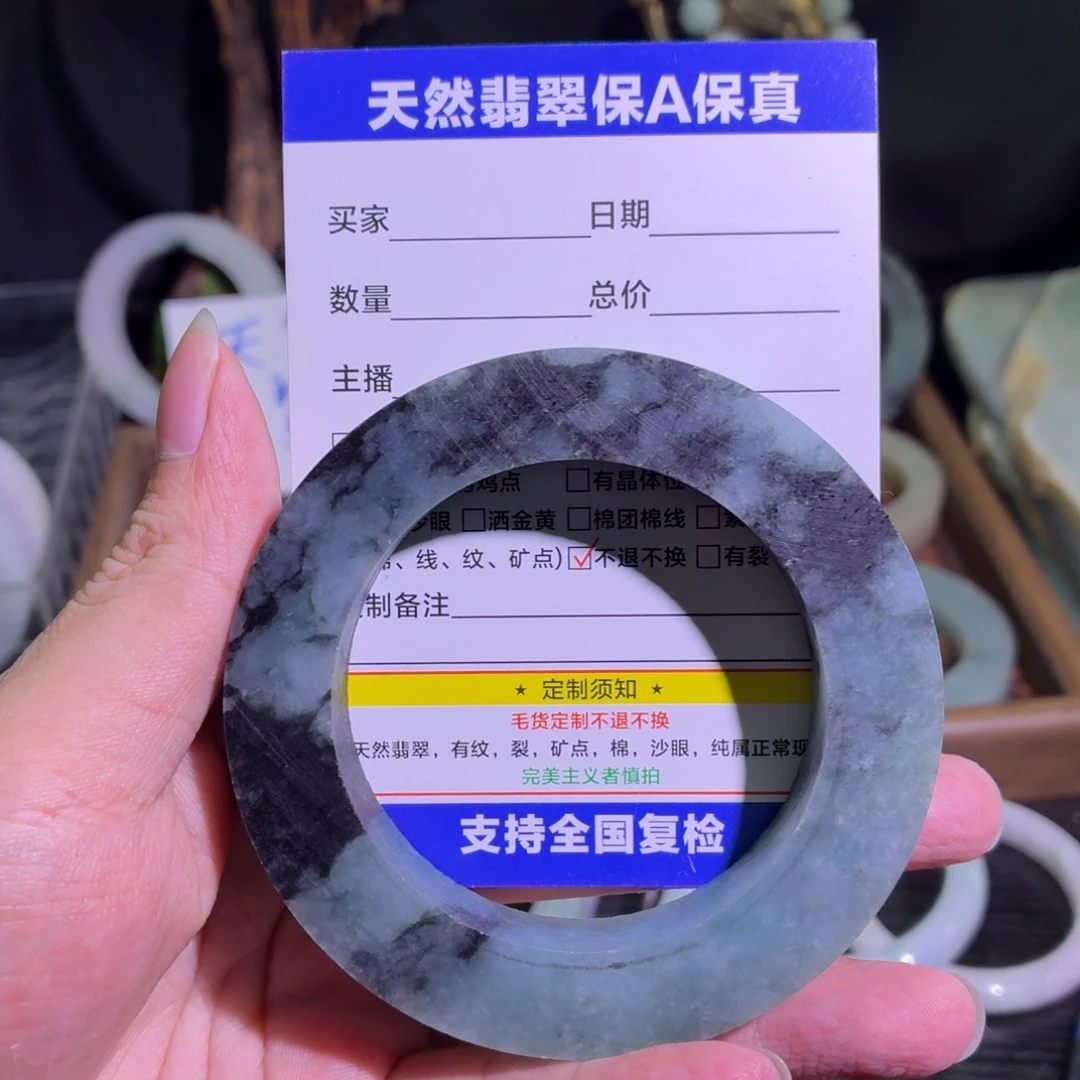 天然翡翠保A保真
买家 日期
数量 总价
主播
鸡点 □有晶体
眼 □洒金黄 □棉团棉线 □
、线、纹、矿点) ☑不退不换 □有裂
制备注
★ 定制须知 ★
毛货定制不退不换
天然翡翠，有纹，裂，矿点，棉，沙眼，纯属正常现
完美主义者慎拍
支持全国复检